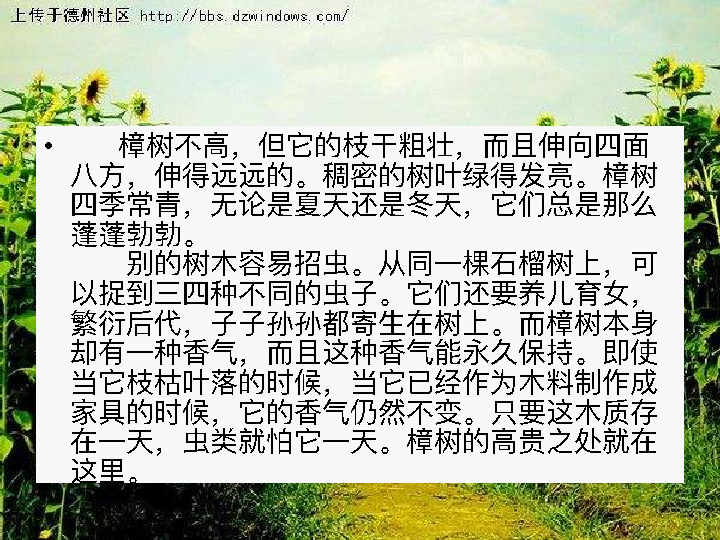 上传于德州社区 http://bbs.dzwindows.com/
• 樟树不高，但它的枝干粗壮，而且伸向四面
八方，伸得远远的。稠密的树叶绿得发亮。樟树
四季常青，无论是夏天还是冬天，它们总是那么
蓬蓬勃勃。
别的树木容易招虫。从同一棵石榴树上，可
以捉到三四种不同的虫子。它们还要养儿育女，
繁衍后代，子子孙孙都寄生在树上。而樟树本身
却有一种香气，而且这种香气能永久保持。即使
当它枝枯叶落的时候，当它已经作为木料制作成
家具的时候，它的香气仍然不变。只要这木质存
在一天，虫类就怕它一天。樟树的高贵之处就在
这里。